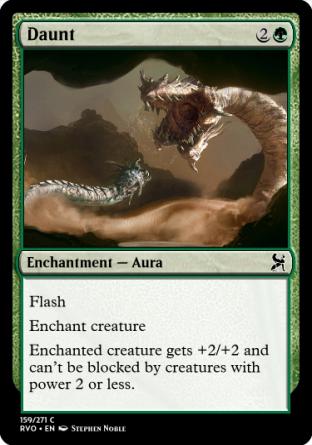 Daunt 2
Enchantment — Aura
Flash
Enchant creature
Enchanted creature gets +2/+2 and
can't be blocked by creatures with
power 2 or less.
159/271 C
RVO • EN Stephen Noble